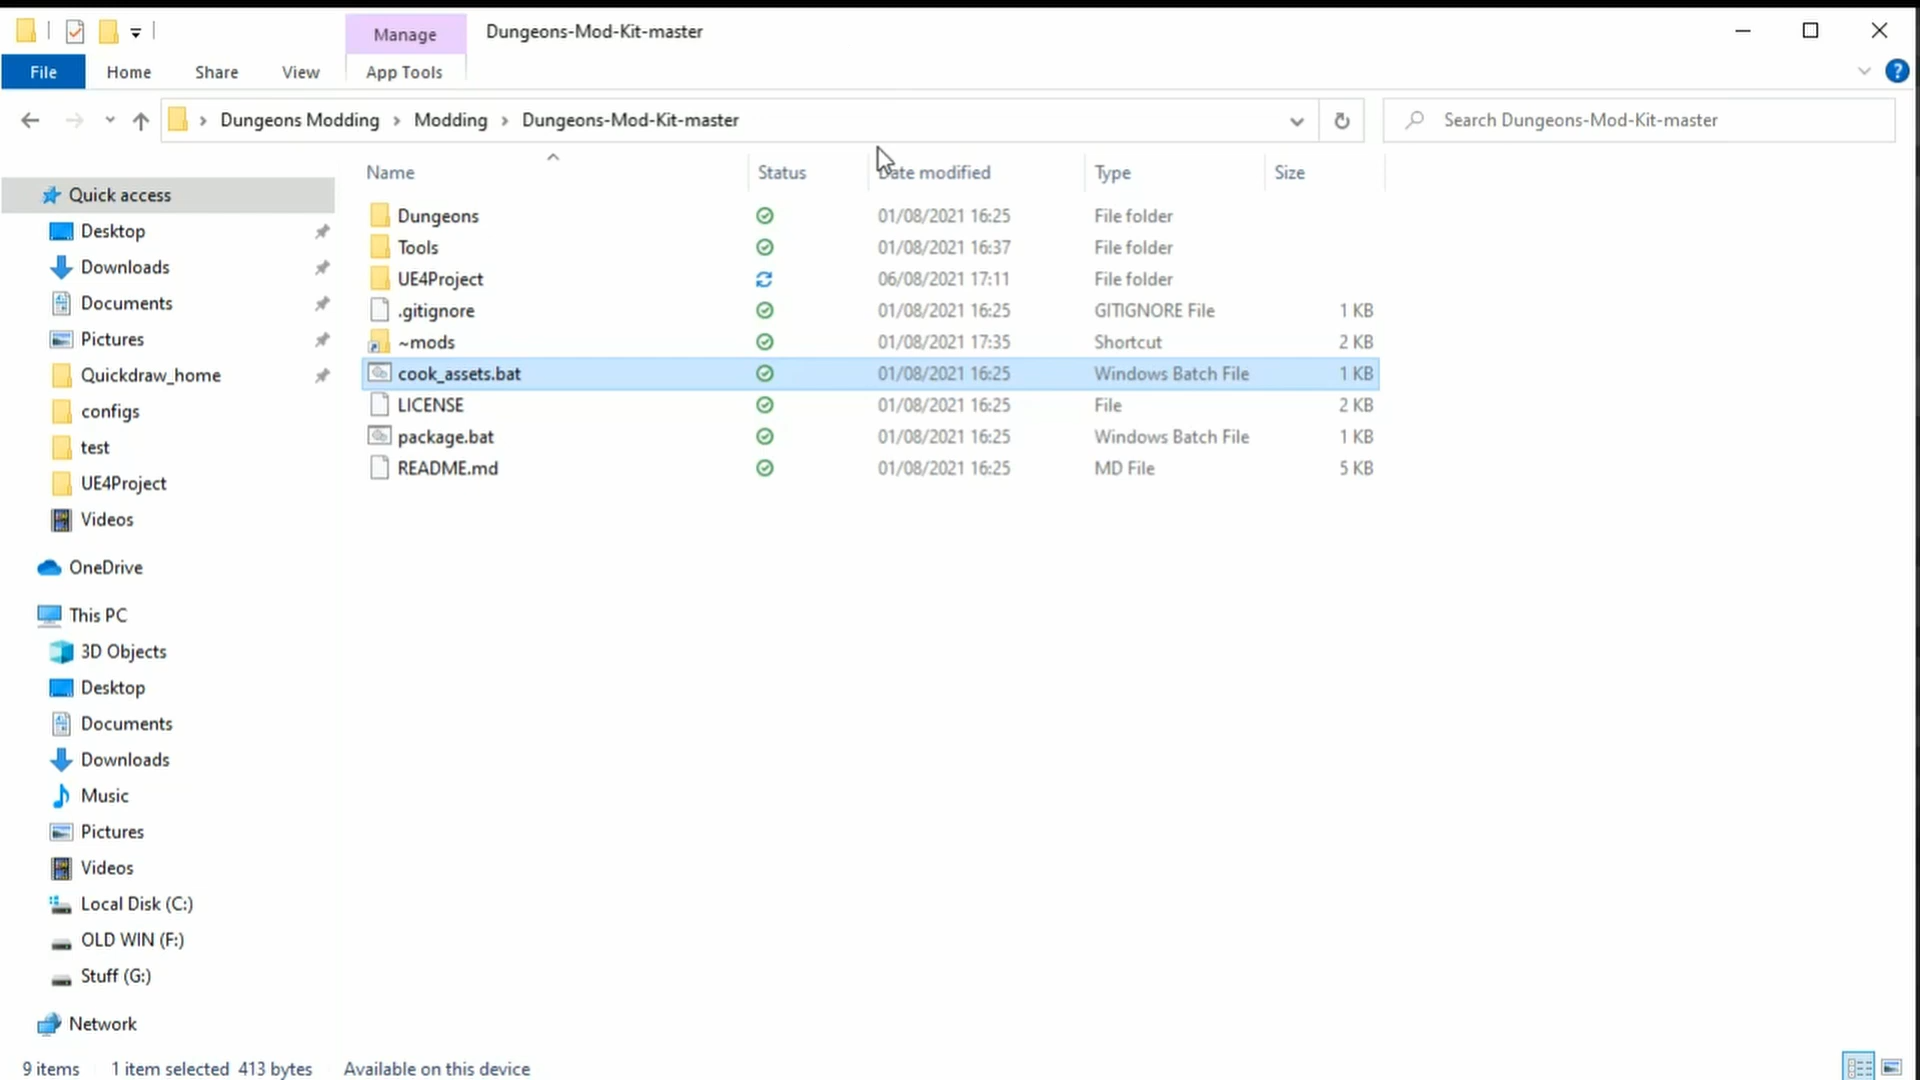 Manage
Dungeons-Mod-Kit-master
File Home Share View App Tools
Dungeons Modding Modding Dungeons-Mod-Kit-master Search Dungeons-Mod-Kit-master
Name Status Date modified Type Size
Quick access
Desktop
Downloads
Documents
Pictures
Quickdraw_home
configs
test
UE4Project
Videos
OneDrive
This PC
3D Objects
Desktop
Documents
Downloads
Music
Pictures
Videos
Local Disk (C:)
OLD WIN (F:)
Stuff (G:)
Network
Dungeons 01/08/2021 16:25 File folder
Tools 01/08/2021 16:37 File folder
UE4Project 06/08/2021 17:11 File folder
.gitignore 01/08/2021 16:25 GITIGNORE File 1 KB
~mods 01/08/2021 17:35 Shortcut 2 KB
cook_assets.bat 01/08/2021 16:25 Windows Batch File 1 KB
LICENSE 01/08/2021 16:25 File 2 KB
package.bat 01/08/2021 16:25 Windows Batch File 1 KB
README.md 01/08/2021 16:25 MD File 5 KB
9 items 1 item selected 413 bytes Available on this device